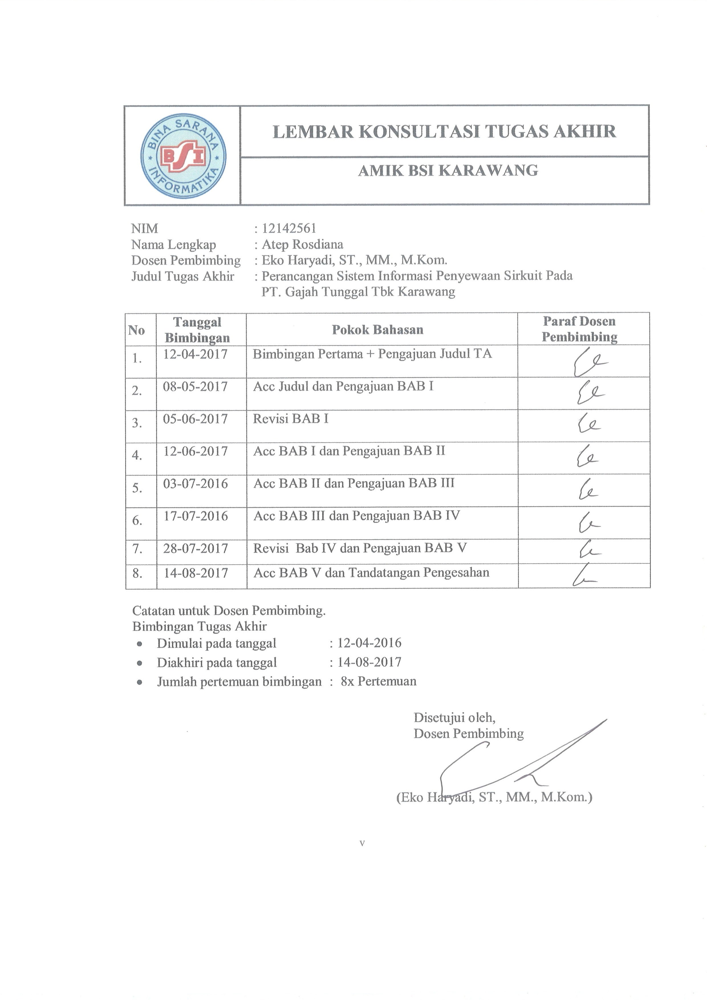 BINA SARANA
BSI
INFORMATIKA
LEMBAR KONSULTASI TUGAS AKHIR
AMIK BSI KARAWANG
NIM : 12142561
Nama Lengkap : Atep Rosdiana
Dosen Pembimbing : Eko Haryadi, ST., MM., M.Kom.
Judul Tugas Akhir : Perancangan Sistem Informasi Penyewaan Sirkuit Pada
PT. Gajah Tunggal Tbk Karawang
No Tanggal Bimbingan Pokok Bahasan Paraf Dosen Pembimbing
1. 12-04-2017 Bimbingan Pertama + Pengajuan Judul TA
2. 08-05-2017 Acc Judul dan Pengajuan BAB I
3. 05-06-2017 Revisi BAB I
4. 12-06-2017 Acc BAB I dan Pengajuan BAB II
5. 03-07-2016 Acc BAB II dan Pengajuan BAB III
6. 17-07-2016 Acc BAB III dan Pengajuan BAB IV
7. 28-07-2017 Revisi Bab IV dan Pengajuan BAB V
8. 14-08-2017 Acc BAB V dan Tandatangan Pengesahan
Catatan untuk Dosen Pembimbing.
Bimbingan Tugas Akhir
• Dimulai pada tanggal : 12-04-2016
• Diakhiri pada tanggal : 14-08-2017
• Jumlah pertemuan bimbingan : 8x Pertemuan
Disetujui oleh,
Dosen Pembimbing
(Eko Haryadi, ST., MM., M.Kom.)
v